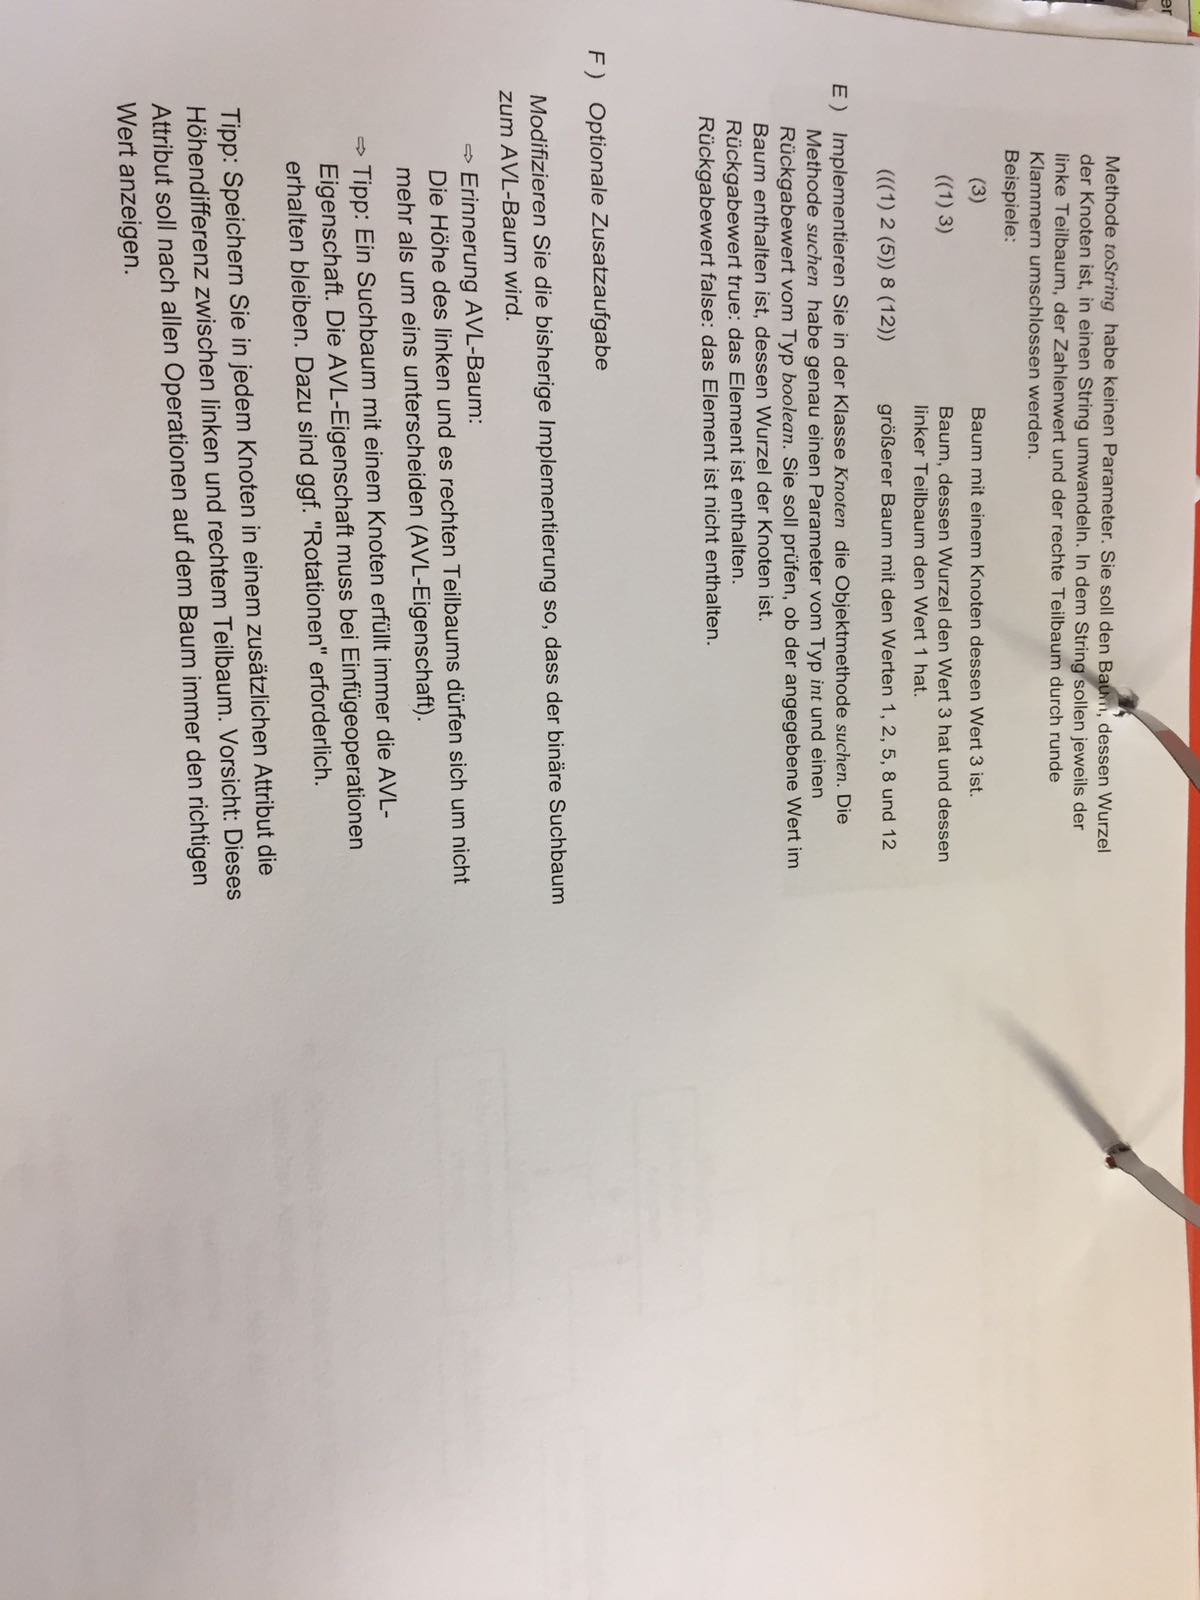 er
Methode toString habe keinen Parameter. Sie soll den Baum, dessen Wurzel
der Knoten ist, in einen String umwandeln. In dem String sollen jeweils der
linke Teilbaum, der Zahlenwert und der rechte Teilbaum durch runde
Klammern umschlossen werden.
Beispiele:
(3) Baum mit einem Knoten dessen Wert 3 ist.
((1) 3) Baum, dessen Wurzel den Wert 3 hat und dessen
linker Teilbaum den Wert 1 hat.
(((1) 2 (5)) 8 (12)) größerer Baum mit den Werten 1, 2, 5, 8 und 12
E ) Implementieren Sie in der Klasse Knoten die Objektmethode suchen. Die
Methode suchen habe genau einen Parameter vom Typ int und einen
Rückgabewert vom Typ boolean. Sie soll prüfen, ob der angegebene Wert im
Baum enthalten ist, dessen Wurzel der Knoten ist.
Rückgabewert true: das Element ist enthalten.
Rückgabewert false: das Element ist nicht enthalten.
F ) Optionale Zusatzaufgabe
Modifizieren Sie die bisherige Implementierung so, dass der binäre Suchbaum
zum AVL-Baum wird.
⇨ Erinnerung AVL-Baum:
Die Höhe des linken und es rechten Teilbaums dürfen sich um nicht
mehr als um eins unterscheiden (AVL-Eigenschaft).
⇨ Tipp: Ein Suchbaum mit einem Knoten erfüllt immer die AVL-
Eigenschaft. Die AVL-Eigenschaft muss bei Einfügeoperationen
erhalten bleiben. Dazu sind ggf. "Rotationen" erforderlich.
Tipp: Speichern Sie in jedem Knoten in einem zusätzlichen Attribut die
Höhendifferenz zwischen linken und rechtem Teilbaum. Vorsicht: Dieses
Attribut soll nach allen Operationen auf dem Baum immer den richtigen
Wert anzeigen.